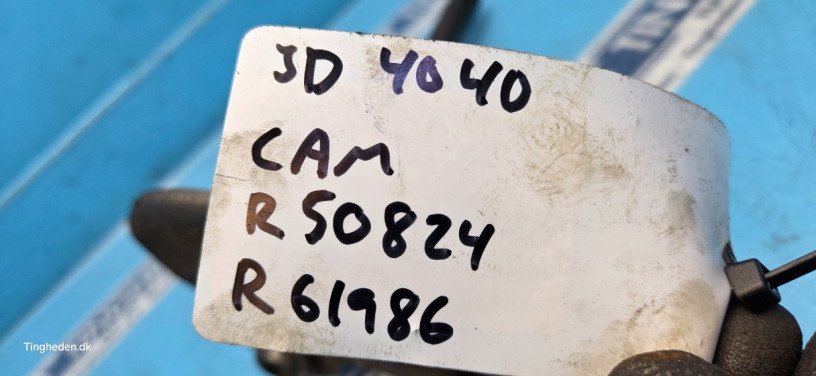 JD 4040
CAM
R50824
R61986
Tingheden.dk